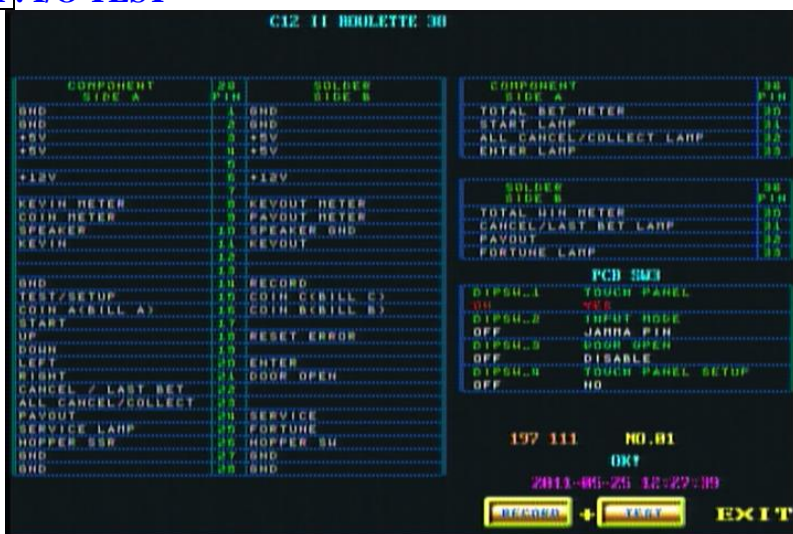 I/O TEST
C12 II ROULETTE 38
COMPONENT SIDE A 28 PIN SOLDER SIDE B
GND 1 GND
GND 2 GND
+5V 3 +5V
+5V 4 +5V
5
+12V 6 +12V
7
KEYIN METER 8 KEYOUT METER
COIN METER 9 PAYOUT METER
SPEAKER 10 SPEAKER GND
KEYIN 11 KEYOUT
12
13
GND 14 RECORD
TEST/SETUP 15 COIN C(BILL C)
COIN A(BILL A) 16 COIN B(BILL B)
START 17
UP 18 RESET ERROR
DOWN 19
LEFT 20 ENTER
RIGHT 21 DOOR OPEN
CANCEL / LAST BET 22
ALL CANCEL/COLLECT 23
PAYOUT 24 SERVICE
SERVICE LAMP 25 FORTUNE
HOPPER SSR 26 HOPPER SW
GND 27 GND
GND 28 GND
COMPONENT SIDE A 38 PIN
TOTAL BET METER 30
START LAMP 31
ALL CANCEL/COLLECT LAMP 32
ENTER LAMP 33
SOLDER SIDE B 38 PIN
TOTAL WIN METER 30
CANCEL/LAST BET LAMP 31
PAYOUT 32
FORTUNE LAMP 33
PCB SW3
DIPSW_1 TOUCH PANEL
ON YES
DIPSW_2 INPUT MODE
OFF JAMMA PIN
DIPSW_3 DOOR OPEN
OFF DISABLE
DIPSW_4 TOUCH PANEL SETUP
OFF NO
197 111 NO.01
OK!
2011-05-25 12:27:39
RECORD + TEST EXIT